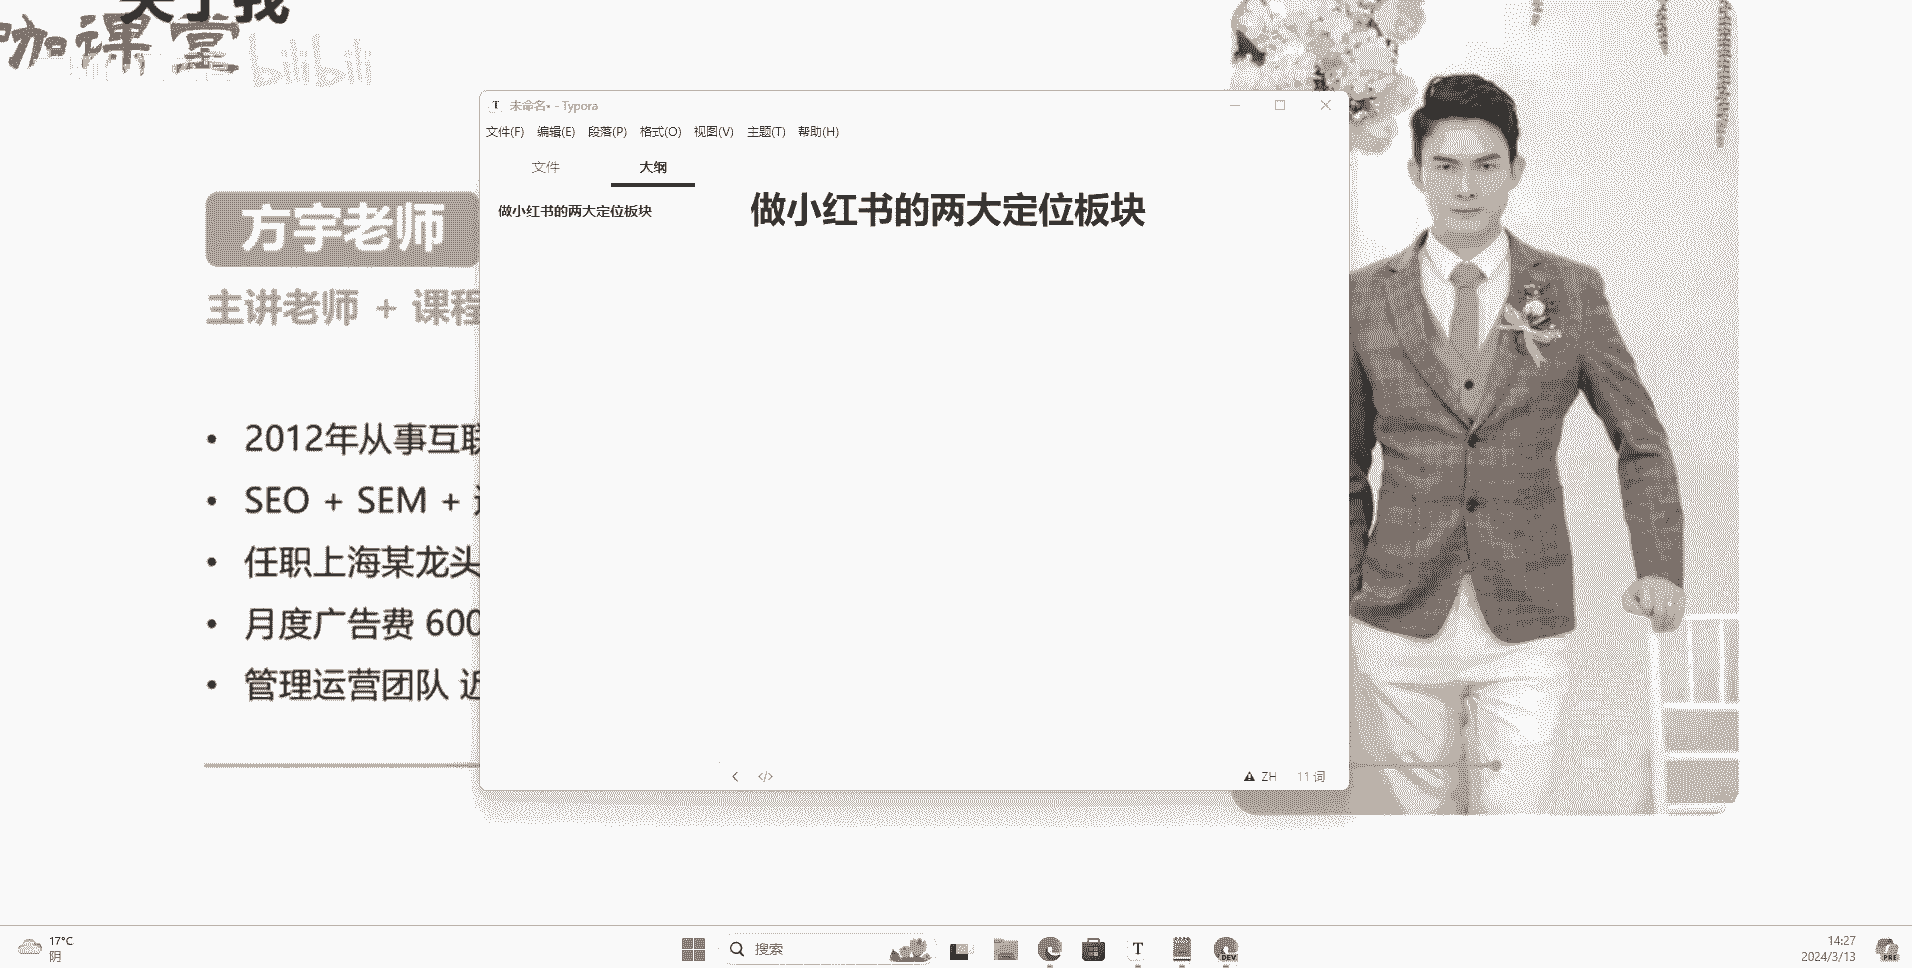 关于我
咖课堂
bilibili
方宇老师
主讲老师 + 课程
2012年从事互联
SEO + SEM +
任职上海某龙头
月度广告费 600
管理运营团队 近
未命名• - Typora
文件(F) 编辑(E) 段落(P) 格式(O) 视图(V) 主题(T) 帮助(H)
文件 大纲
做小红书的两大定位板块
做小红书的两大定位板块
</> ZH 11 词
17°C
阴
搜索
DEV
14:27
2024/3/13
PRE